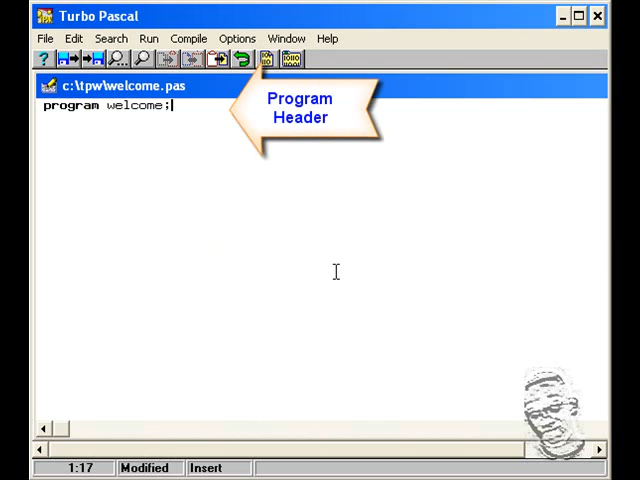 Turbo Pascal
File Edit Search Run Compile Options Window Help
c:\tpw\welcome.pas
program welcome;
Program
Header
1:17 Modified Insert